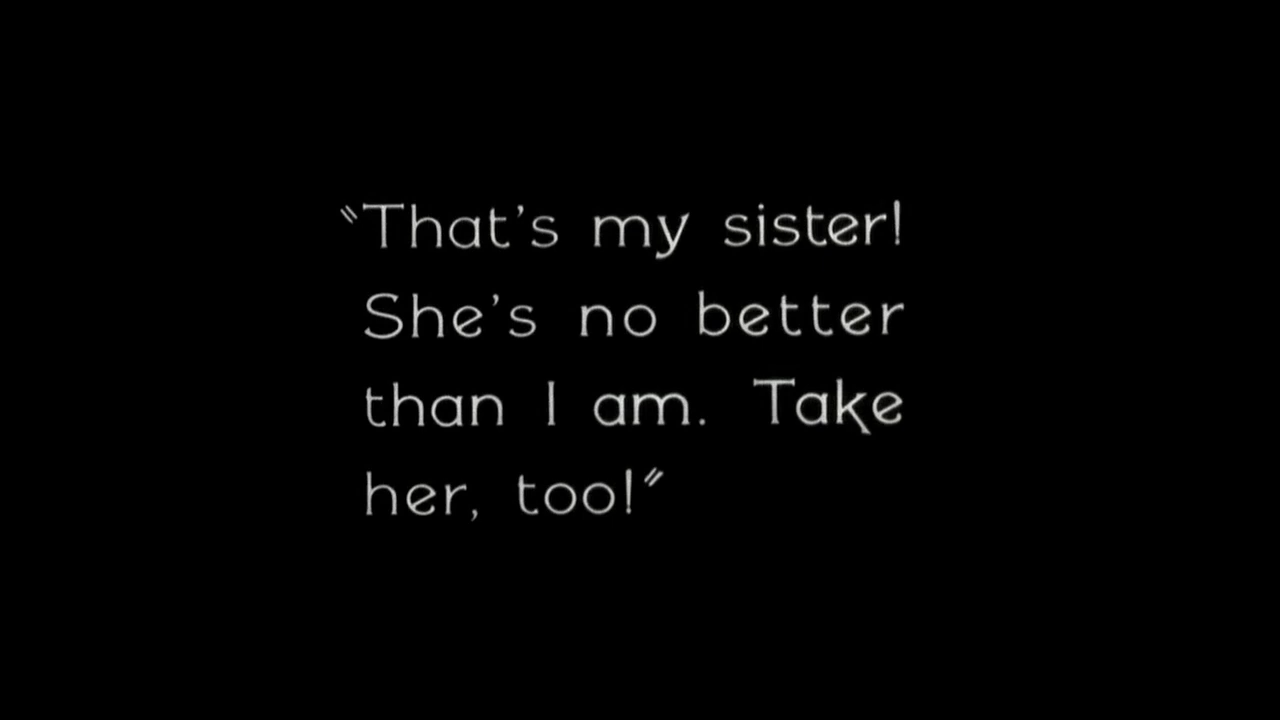 “That’s my sister!
She’s no better
than I am. Take
her, too!”